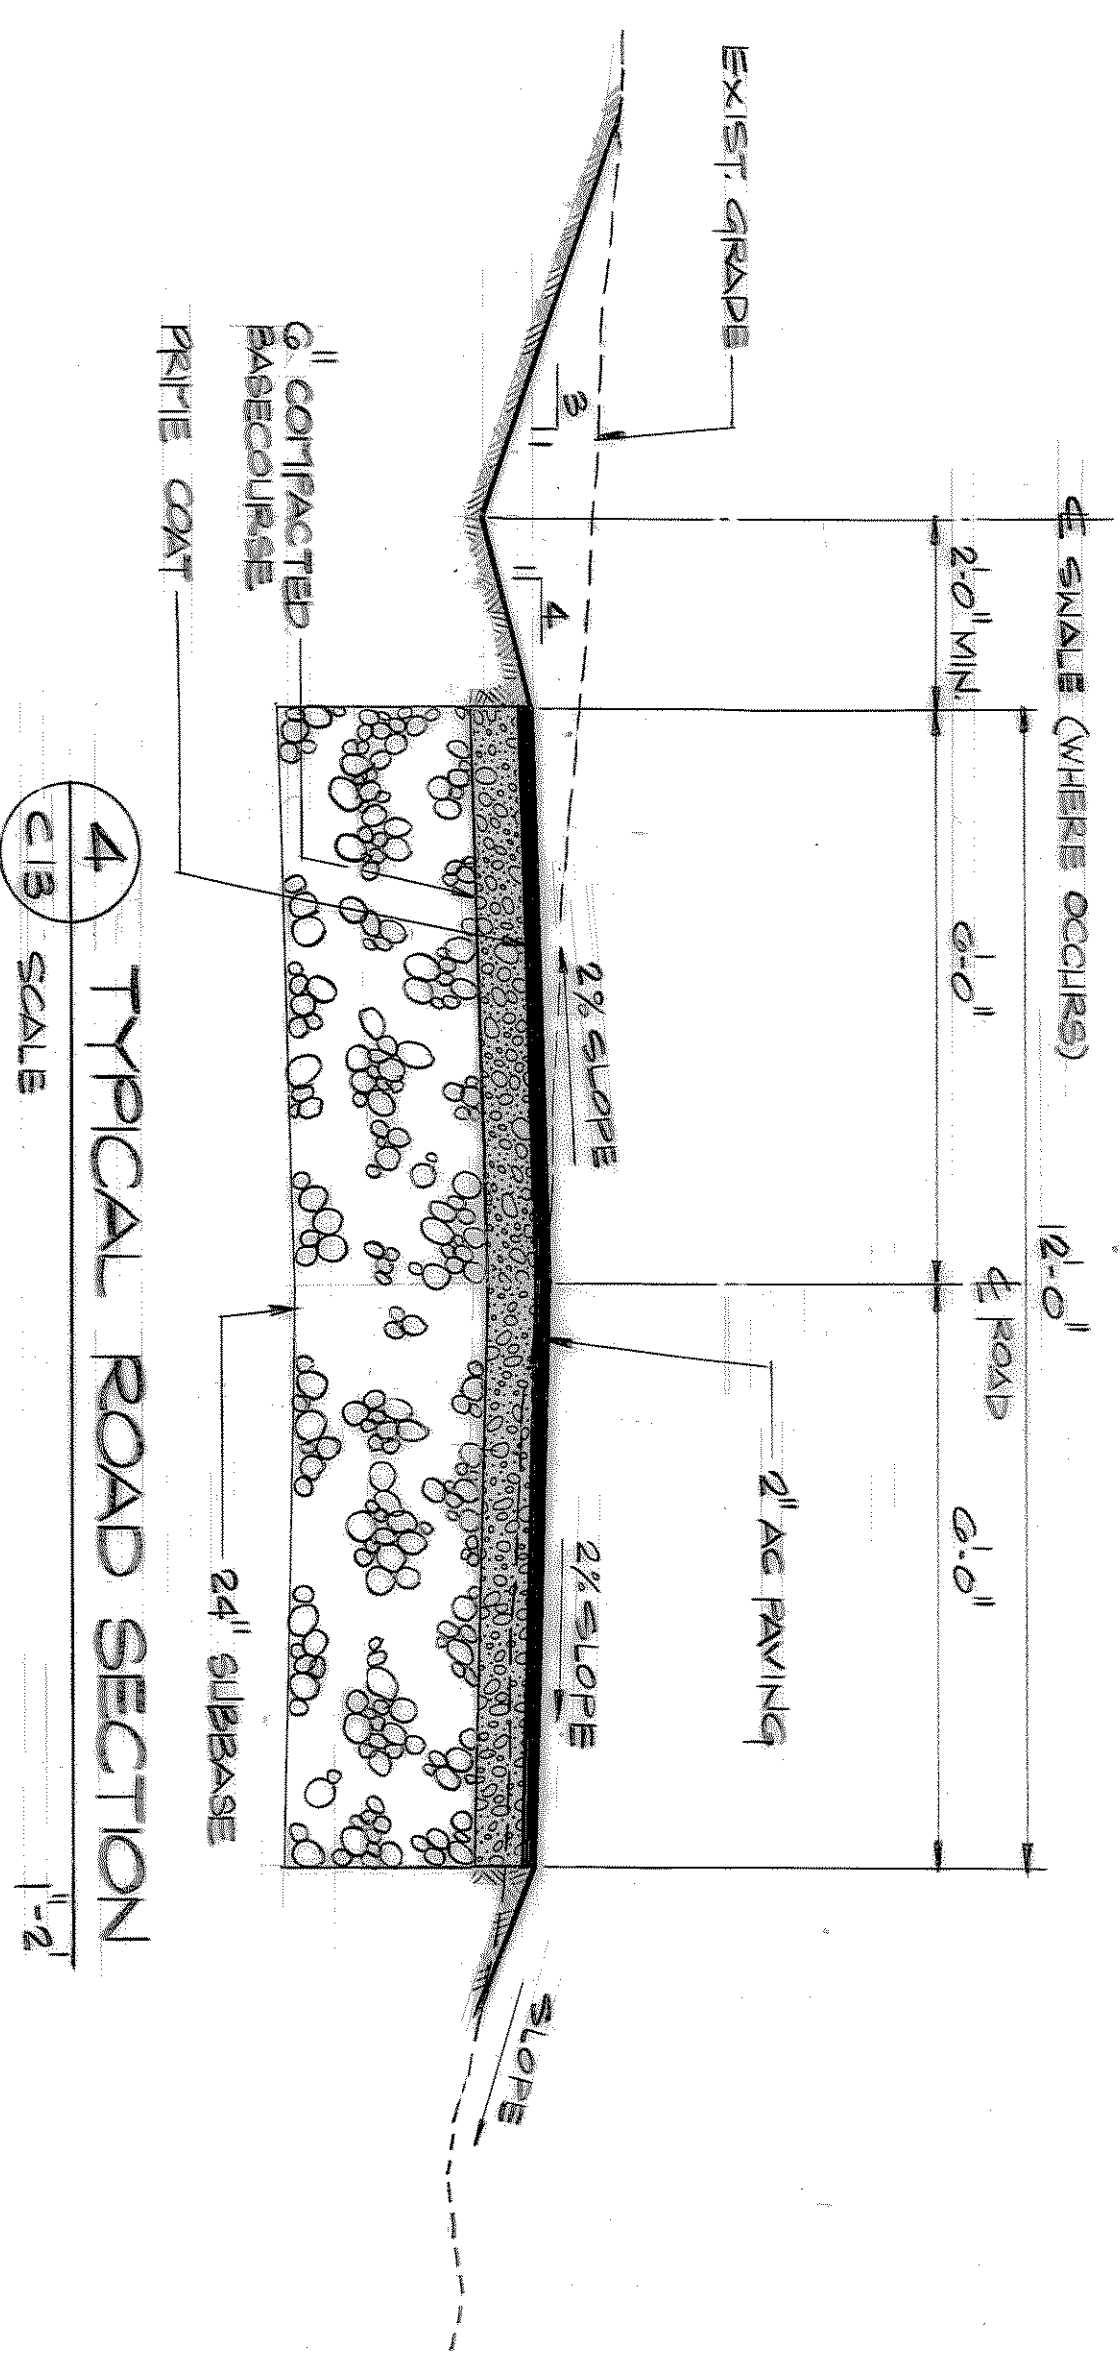 ℄ SWALE (WHERE OCCURS)
12'-0"
℄ ROAD
2'-0" MIN.
6'-0"
6'-0"
EXIST. GRADE
2" AC PAVING
3
1
1
4
2% SLOPE
2% SLOPE
SLOPE
6" COMPACTED
BASECOURSE
PRIME COAT
24" SUBBASE
4
C13
TYPICAL ROAD SECTION
SCALE
1"-2'